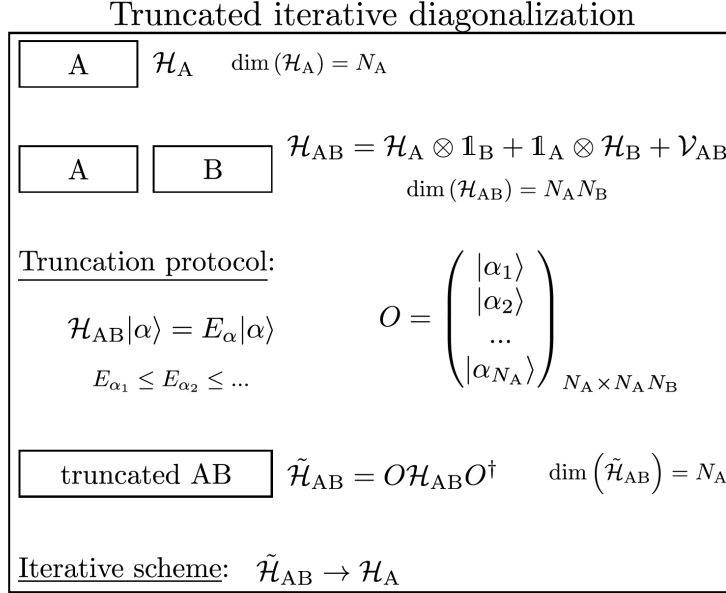 Truncated iterative diagonalization
A    ℋ_A    dim (ℋ_A) = N_A
A    B    ℋ_AB = ℋ_A ⊗ 𝟙_B + 𝟙_A ⊗ ℋ_B + 𝒱_AB
dim (ℋ_AB) = N_A N_B
Truncation protocol:
ℋ_AB|α⟩ = E_α|α⟩    O = ( |α_1⟩ |α_2⟩ ... |α_{N_A}⟩ )_{N_A×N_A N_B}
E_{α_1} ≤ E_{α_2} ≤ ...
truncated AB    ℋ̃_AB = Oℋ_AB O^†    dim (ℋ̃_AB) = N_A
Iterative scheme:    ℋ̃_AB → ℋ_A